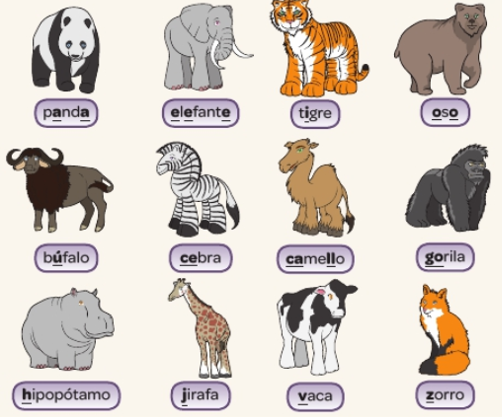 panda
elefante
tigre
oso
búfalo
cebra
camello
gorila
hipopótamo
jirafa
vaca
zorro